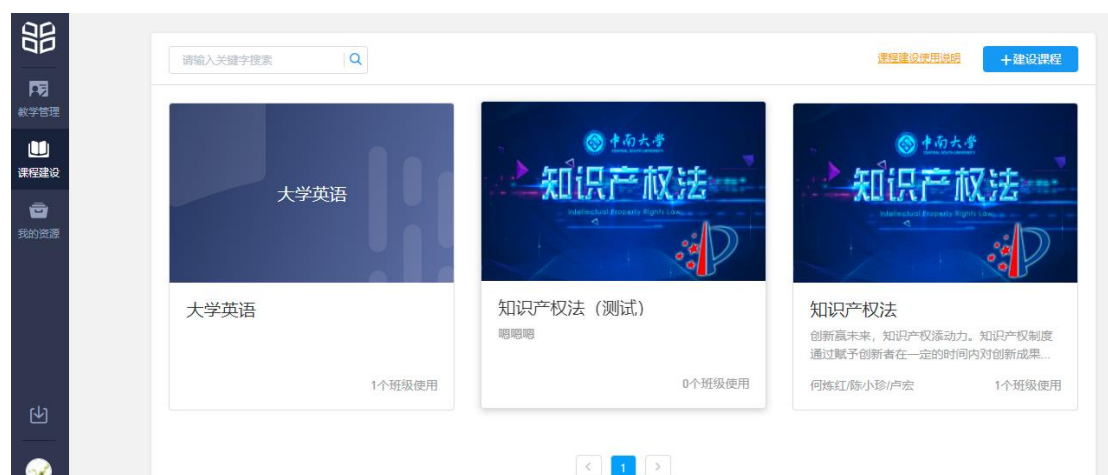 请输入关键字搜索
课程建设使用说明
+建设课程
教学管理
课程建设
我的资源
大学英语
大学英语
1个班级使用
中南大学
CENTRAL SOUTH UNIVERSITY
知识产权法
Intellectual Property Rights Law
知识产权法（测试）
嗯嗯嗯
0个班级使用
中南大学
CENTRAL SOUTH UNIVERSITY
知识产权法
Intellectual Property Rights Law
知识产权法
创新赢未来，知识产权添动力。知识产权制度
通过赋予创新者在一定的时间内对创新成果...
何炼红/陈小珍/卢宏
1个班级使用
< 1 >